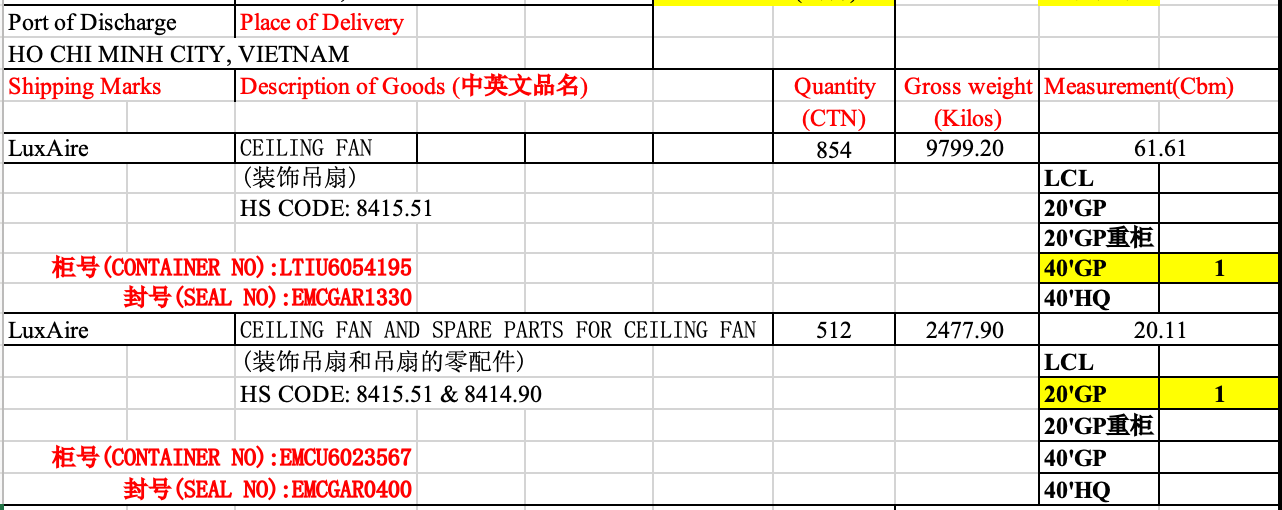 Port of Discharge Place of Delivery
HO CHI MINH CITY, VIETNAM
Shipping Marks Description of Goods (中英文品名) Quantity Gross weight Measurement(Cbm)
(CTN) (Kilos)
LuxAire CEILING FAN 854 9799.20 61.61
(装饰吊扇) LCL
HS CODE: 8415.51 20'GP
20'GP重柜
柜号(CONTAINER NO):LTIU6054195 40'GP 1
封号(SEAL NO):EMCGAR1330 40'HQ
LuxAire CEILING FAN AND SPARE PARTS FOR CEILING FAN 512 2477.90 20.11
(装饰吊扇和吊扇的零配件) LCL
HS CODE: 8415.51 & 8414.90 20'GP 1
20'GP重柜
柜号(CONTAINER NO):EMCU6023567 40'GP
封号(SEAL NO):EMCGAR0400 40'HQ